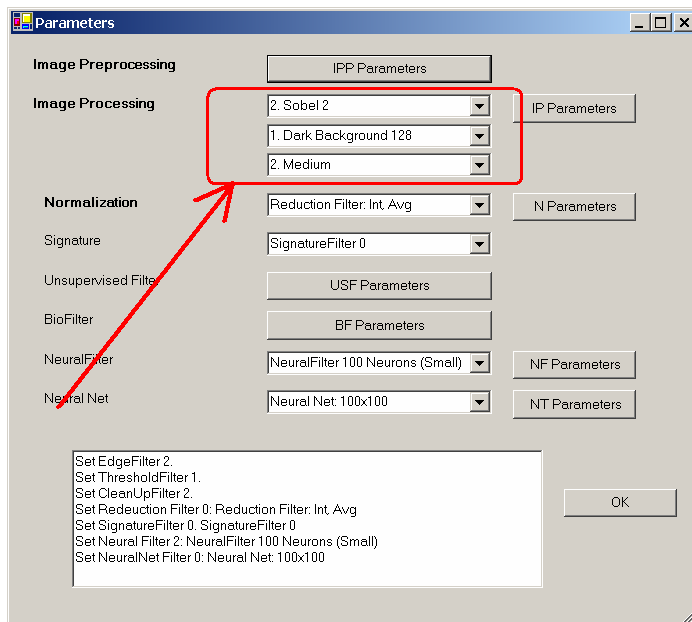 Parameters
Image Preprocessing
IPP Parameters
Image Processing
2. Sobel 2
IP Parameters
1. Dark Background 128
2. Medium
Normalization
Reduction Filter: Int, Avg
N Parameters
Signature
SignatureFilter 0
Unsupervised Filter
USF Parameters
BioFilter
BF Parameters
NeuralFilter
NeuralFilter 100 Neurons (Small)
NF Parameters
Neural Net
Neural Net: 100x100
NT Parameters
Set EdgeFilter 2.
Set ThresholdFilter 1.
Set CleanUpFilter 2.
Set Redeuction Filter 0: Reduction Filter: Int, Avg
Set SignatureFilter 0. SignatureFilter 0
Set Neural Filter 2: NeuralFilter 100 Neurons (Small)
Set NeuralNet Filter 0: Neural Net: 100x100
OK